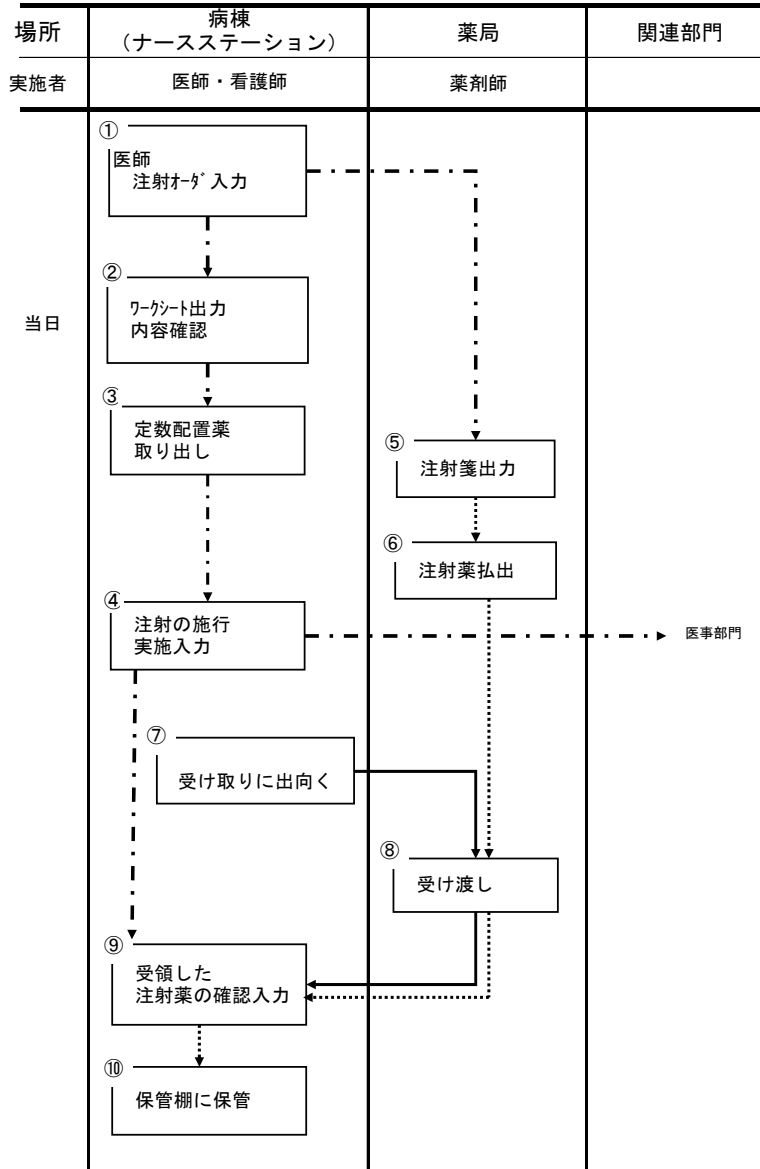 場所
病棟
（ナースステーション）
薬局
関連部門
実施者
医師・看護師
薬剤師
①
医師
注射ｵｰﾀﾞ入力
②
ﾜｰｸｼｰﾄ出力
内容確認
当日
③
定数配置薬
取り出し
⑤
注射箋出力
⑥
注射薬払出
④
注射の施行
実施入力
医事部門
⑦
受け取りに出向く
⑧
受け渡し
⑨
受領した
注射薬の確認入力
⑩
保管棚に保管